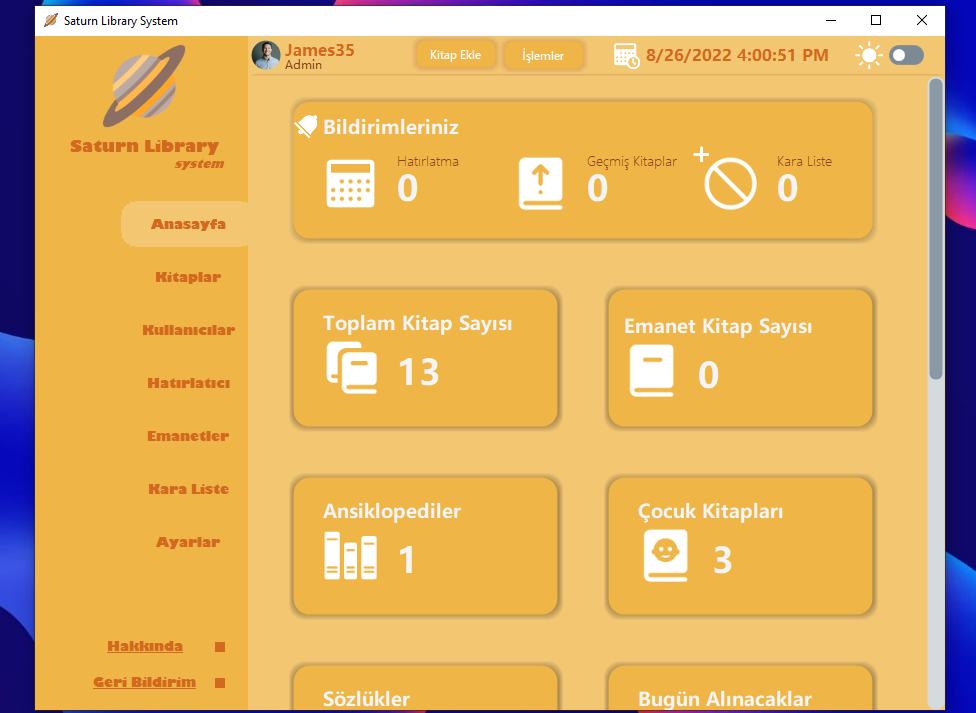 Saturn Library System
Saturn Library
system
James35
Admin
Kitap Ekle
İşlemler
8/26/2022 4:00:51 PM
Anasayfa
Kitaplar
Kullanıcılar
Hatırlatıcı
Emanetler
Kara Liste
Ayarlar
Hakkında
Geri Bildirim
Bildirimleriniz
Hatırlatma
0
Geçmiş Kitaplar
0
Kara Liste
0
Toplam Kitap Sayısı
13
Emanet Kitap Sayısı
0
Ansiklopediler
1
Çocuk Kitapları
3
Sözlükler
Bugün Alınacaklar